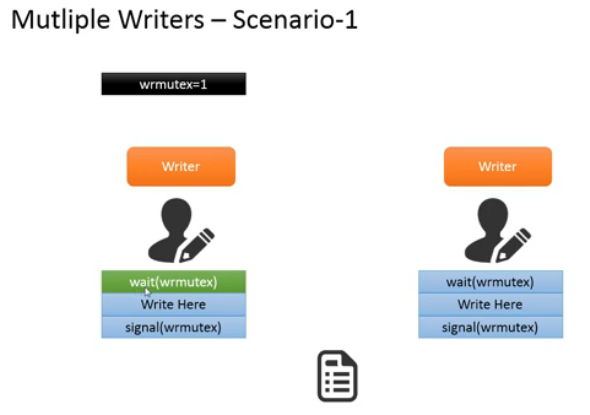 Mutliple Writers – Scenario-1
wrmutex=1
Writer
Writer
wait(wrmutex)
Write Here
signal(wrmutex)
wait(wrmutex)
Write Here
signal(wrmutex)